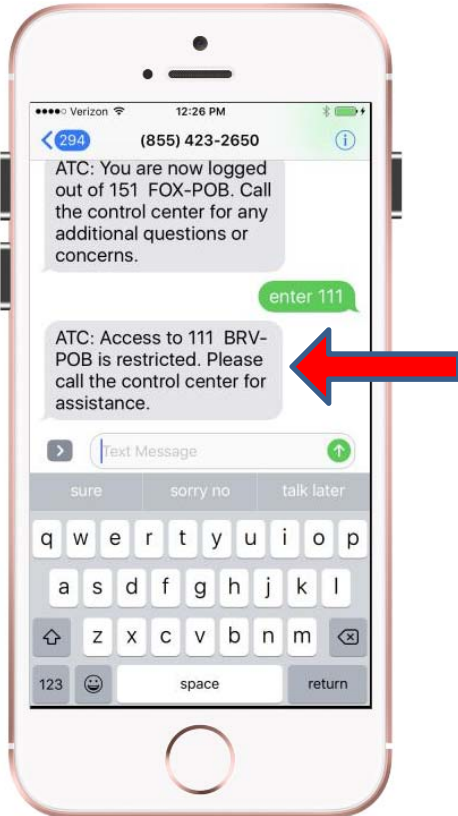 Verizon 12:26 PM
294 (855) 423-2650
ATC: You are now logged
out of 151 FOX-POB. Call
the control center for any
additional questions or
concerns.
enter 111
ATC: Access to 111 BRV-
POB is restricted. Please
call the control center for
assistance.
Text Message
sure sorry no talk later
q w e r t y u i o p
a s d f g h j k l
z x c v b n m
123 space return